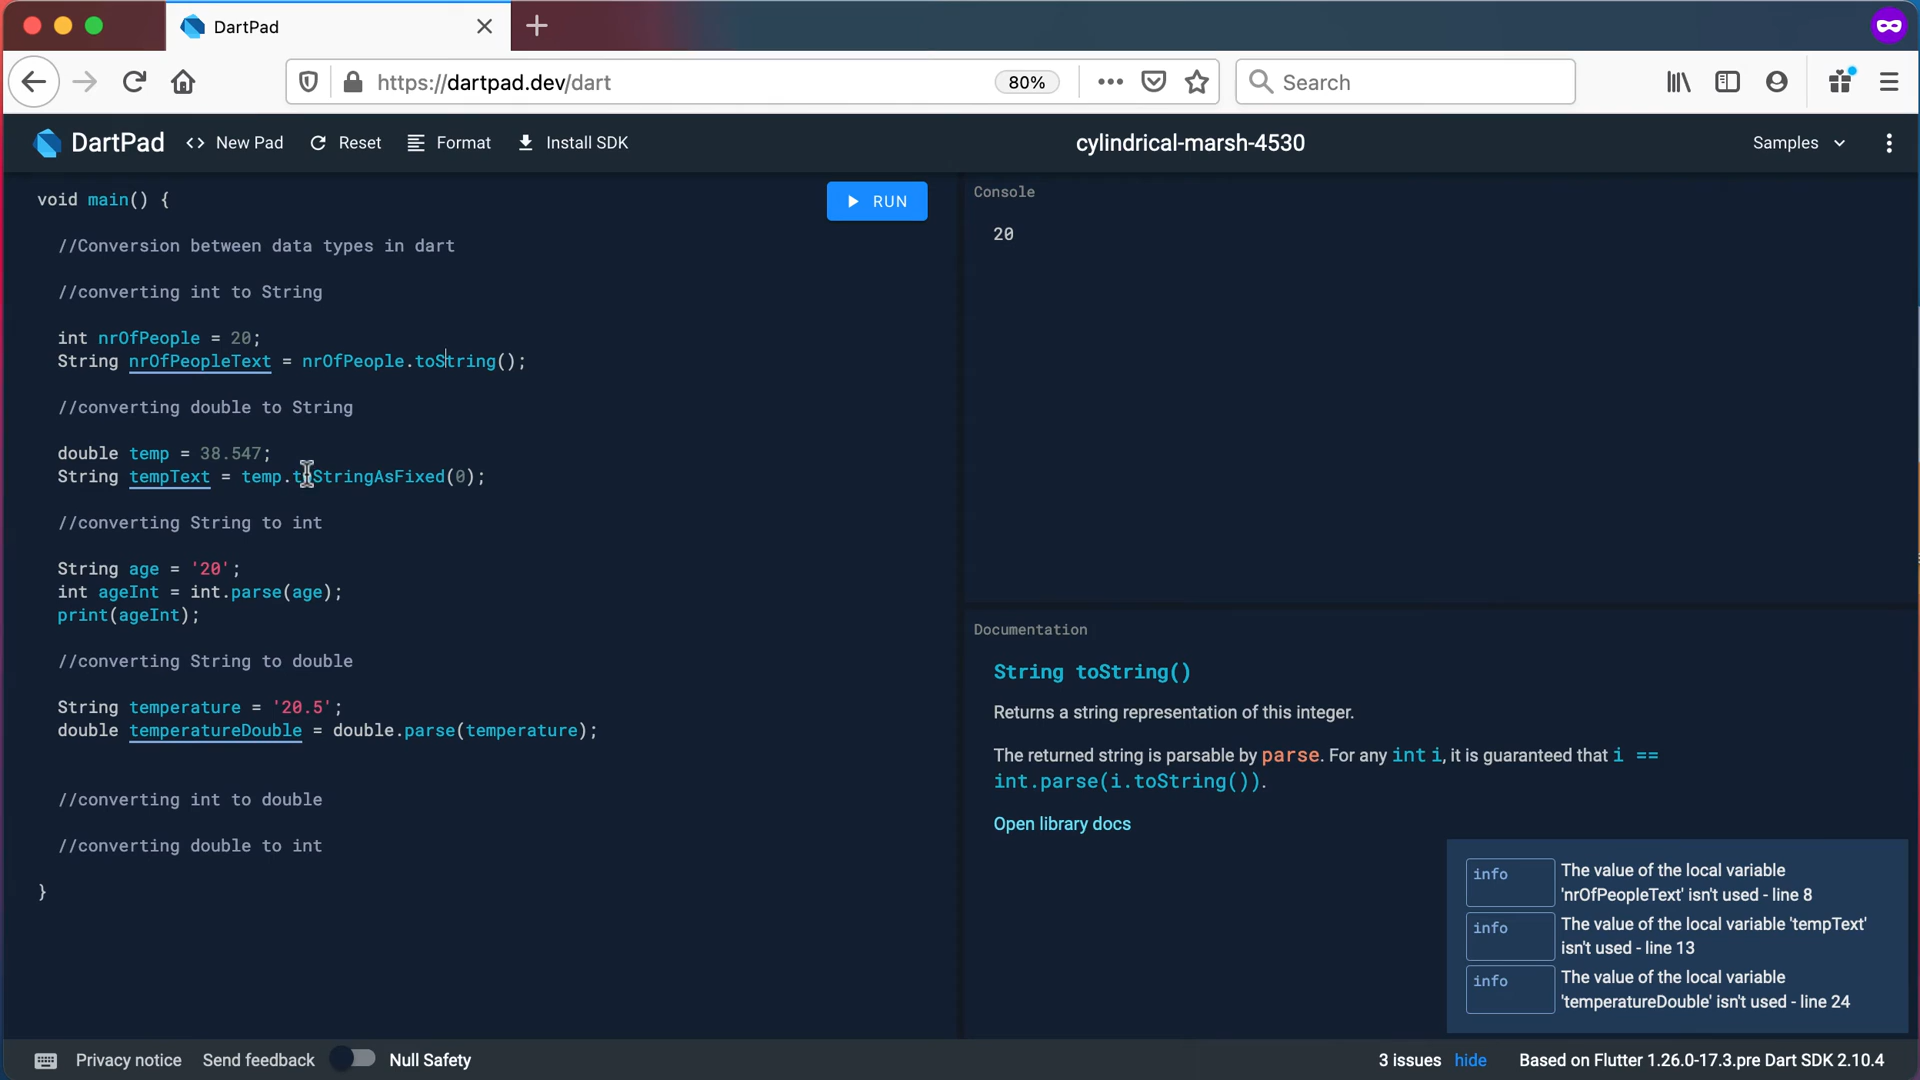 DartPad
https://dartpad.dev/dart
80%
Search
DartPad
New Pad
Reset
Format
Install SDK
cylindrical-marsh-4530
Samples
void main() {
//Conversion between data types in dart
//converting int to String
int nrOfPeople = 20;
String nrOfPeopleText = nrOfPeople.toString();
//converting double to String
double temp = 38.547;
String tempText = temp.toStringAsFixed(0);
//converting String to int
String age = '20';
int ageInt = int.parse(age);
print(ageInt);
//converting String to double
String temperature = '20.5';
double temperatureDouble = double.parse(temperature);
//converting int to double
//converting double to int
}
RUN
Console
20
Documentation
String toString()
Returns a string representation of this integer.
The returned string is parsable by parse. For any int i, it is guaranteed that i ==
int.parse(i.toString()).
Open library docs
info
The value of the local variable
'nrOfPeopleText' isn't used - line 8
info
The value of the local variable 'tempText'
isn't used - line 13
info
The value of the local variable
'temperatureDouble' isn't used - line 24
Privacy notice
Send feedback
Null Safety
3 issues
hide
Based on Flutter 1.26.0-17.3.pre Dart SDK 2.10.4